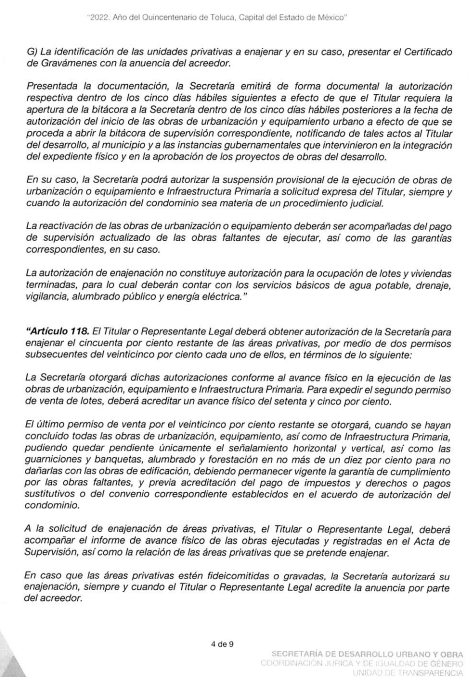 "2022. Año del Quincentenario de Toluca, Capital del Estado de México"
G) La identificación de las unidades privativas a enajenar y en su caso, presentar el Certificado
de Gravámenes con la anuencia del acreedor.
Presentada la documentación, la Secretaría emitirá de forma documental la autorización
respectiva dentro de los cinco días hábiles siguientes a efecto de que el Titular requiera la
apertura de la bitácora a la Secretaría dentro de los cinco días hábiles posteriores a la fecha de
autorización del inicio de las obras de urbanización y equipamiento urbano a efecto de que se
proceda a abrir la bitácora de supervisión correspondiente, notificando de tales actos al Titular
del desarrollo, al municipio y a las instancias gubernamentales que intervinieron en la integración
del expediente físico y en la aprobación de los proyectos de obras del desarrollo.
En su caso, la Secretaría podrá autorizar la suspensión provisional de la ejecución de obras de
urbanización o equipamiento e Infraestructura Primaria a solicitud expresa del Titular, siempre y
cuando la autorización del condominio sea materia de un procedimiento judicial.
La reactivación de las obras de urbanización o equipamiento deberán ser acompañadas del pago
de supervisión actualizado de las obras faltantes de ejecutar, así como de las garantías
correspondientes, en su caso.
La autorización de enajenación no constituye autorización para la ocupación de lotes y viviendas
terminadas, para lo cual deberán contar con los servicios básicos de agua potable, drenaje,
vigilancia, alumbrado público y energía eléctrica."
"Artículo 118. El Titular o Representante Legal deberá obtener autorización de la Secretaría para
enajenar el cincuenta por ciento restante de las áreas privativas, por medio de dos permisos
subsecuentes del veinticinco por ciento cada uno de ellos, en términos de lo siguiente:
La Secretaría otorgará dichas autorizaciones conforme al avance físico en la ejecución de las
obras de urbanización, equipamiento e Infraestructura Primaria. Para expedir el segundo permiso
de venta de lotes, deberá acreditar un avance físico del setenta y cinco por ciento.
El último permiso de venta por el veinticinco por ciento restante se otorgará, cuando se hayan
concluido todas las obras de urbanización, equipamiento, así como de Infraestructura Primaria,
pudiendo quedar pendiente únicamente el señalamiento horizontal y vertical, así como las
guarniciones y banquetas, alumbrado y forestación en no más de un diez por ciento para no
dañarlas con las obras de edificación, debiendo permanecer vigente la garantía de cumplimiento
por las obras faltantes, y previa acreditación del pago de impuestos y derechos o pagos
sustitutivos o del convenio correspondiente establecidos en el acuerdo de autorización del
condominio.
A la solicitud de enajenación de áreas privativas, el Titular o Representante Legal, deberá
acompañar el informe de avance físico de las obras ejecutadas y registradas en el Acta de
Supervisión, así como la relación de las áreas privativas que se pretende enajenar.
En caso que las áreas privativas estén fideicomitidas o gravadas, la Secretaría autorizará su
enajenación, siempre y cuando el Titular o Representante Legal acredite la anuencia por parte
del acreedor.
4 de 9
SECRETARÍA DE DESARROLLO URBANO Y OBRA
COORDINACIÓN JURICA Y DE IGUALDAD DE GÉNERO
UNIDAD DE TRANSPARENCIA